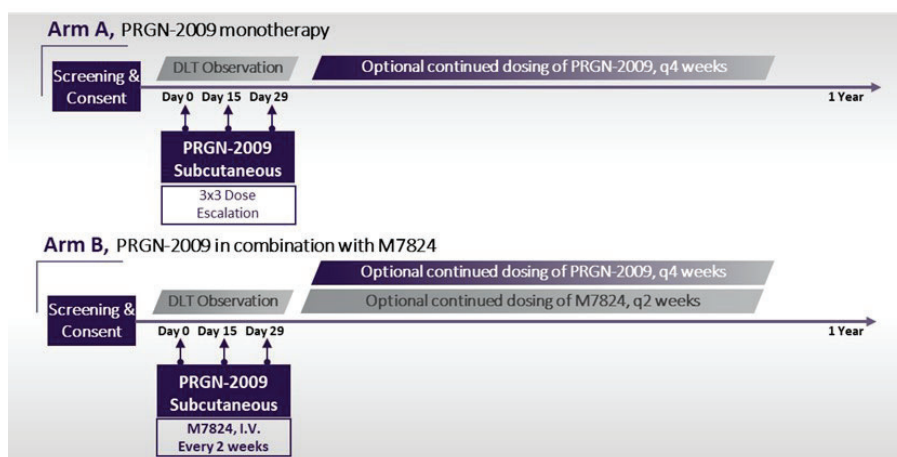 Arm A, PRGN-2009 monotherapy
Screening &
Consent
DLT Observation
Optional continued dosing of PRGN-2009, q4 weeks
Day 0 Day 15 Day 29
1 Year
PRGN-2009
Subcutaneous
3x3 Dose
Escalation
Arm B, PRGN-2009 in combination with M7824
Optional continued dosing of PRGN-2009, q4 weeks
Screening &
Consent
DLT Observation
Optional continued dosing of M7824, q2 weeks
Day 0 Day 15 Day 29
1 Year
PRGN-2009
Subcutaneous
M7824, I.V.
Every 2 weeks